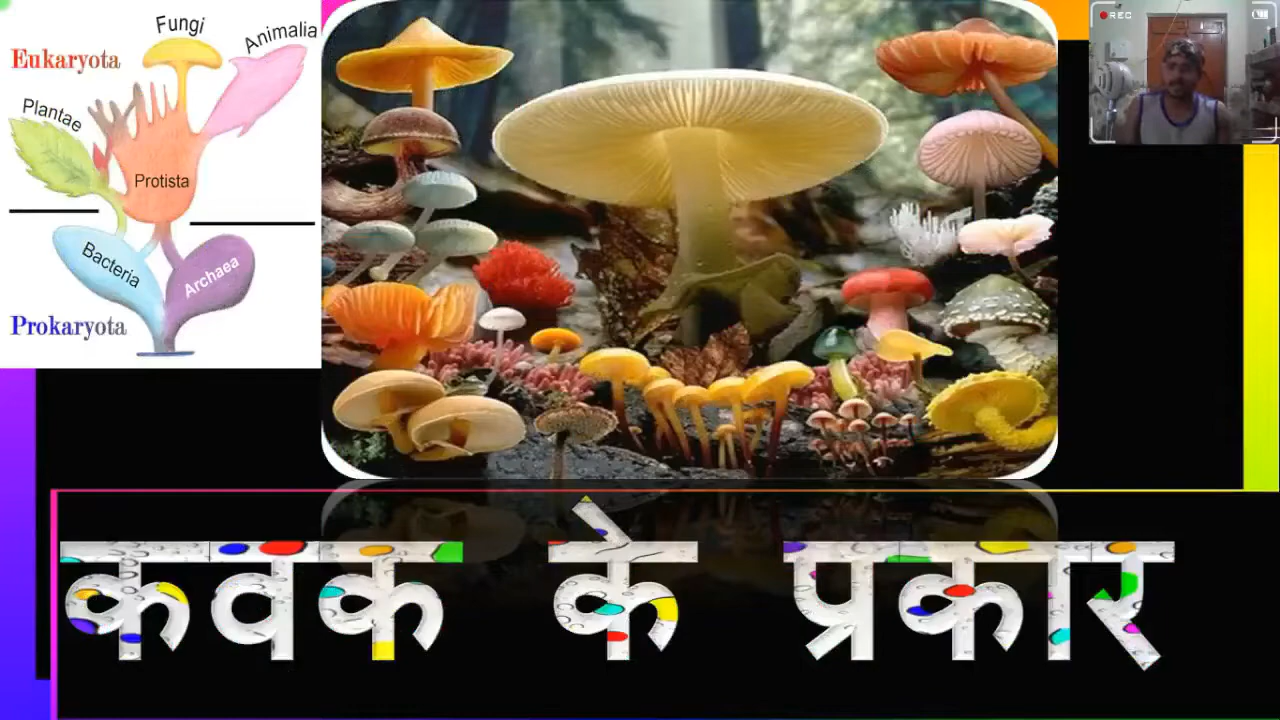 Fungi
Animalia
Eukaryota
Plantae
Protista
Bacteria
Archaea
Prokaryota
REC
कवक के प्रकार